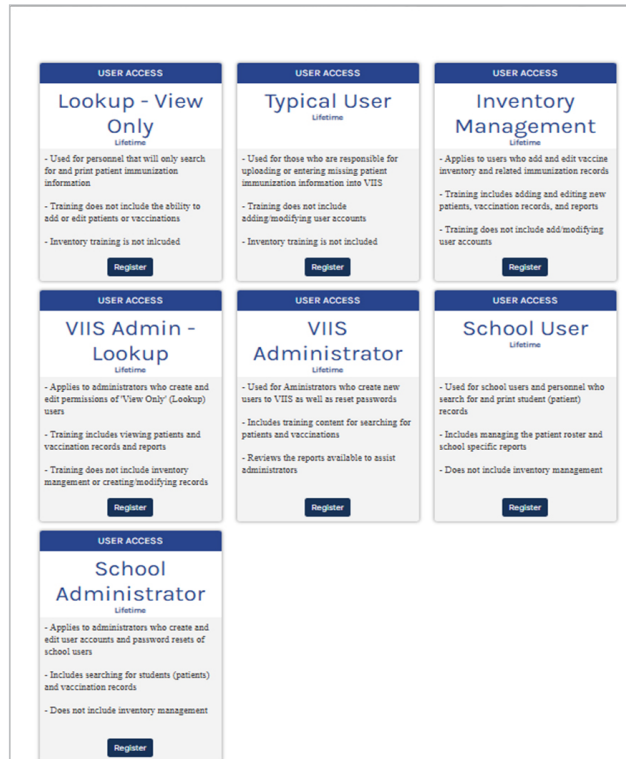 USER ACCESS
Lookup - View
Only
Lifetime
- Used for personnel that will only search
for and print patient immunization
information
- Training does not include the ability to
add or edit patients or vaccinations
- Inventory training is not inlcuded
Register
USER ACCESS
Typical User
Lifetime
- Used for those who are responsible for
uploading or entering missing patient
immunization information into VIIS
- Training does not include
adding/modifying user accounts
- Inventory training is not included
Register
USER ACCESS
Inventory
Management
Lifetime
- Applies to users who add and edit vaccine
inventory and related immunization records
- Training includes adding and editing new
patients, vaccination records, and reports
- Training does not include add/modifying
user accounts
Register
USER ACCESS
VIIS Admin -
Lookup
Lifetime
- Applies to administrators who create and
edit permissions of 'View Only' (Lookup)
users
- Training includes viewing patients and
vaccination records and reports
- Training does not include inventory
mangement or creating/modifying records
Register
USER ACCESS
VIIS
Administrator
Lifetime
- Used for Aministrators who create new
users to VIIS as well as reset passwords
- Includes training content for searching for
patients and vaccinations
- Reviews the reports available to assist
administrators
Register
USER ACCESS
School User
Lifetime
- Used for school users and personnel who
search for and print student (patient)
records
- Includes managing the patient roster and
school specific reports
- Does not include inventory management
Register
USER ACCESS
School
Administrator
Lifetime
- Applies to administrators who create and
edit user accounts and password resets of
school users
- Includes searching for students (patients)
and vaccination records
- Does not include inventory management
Register